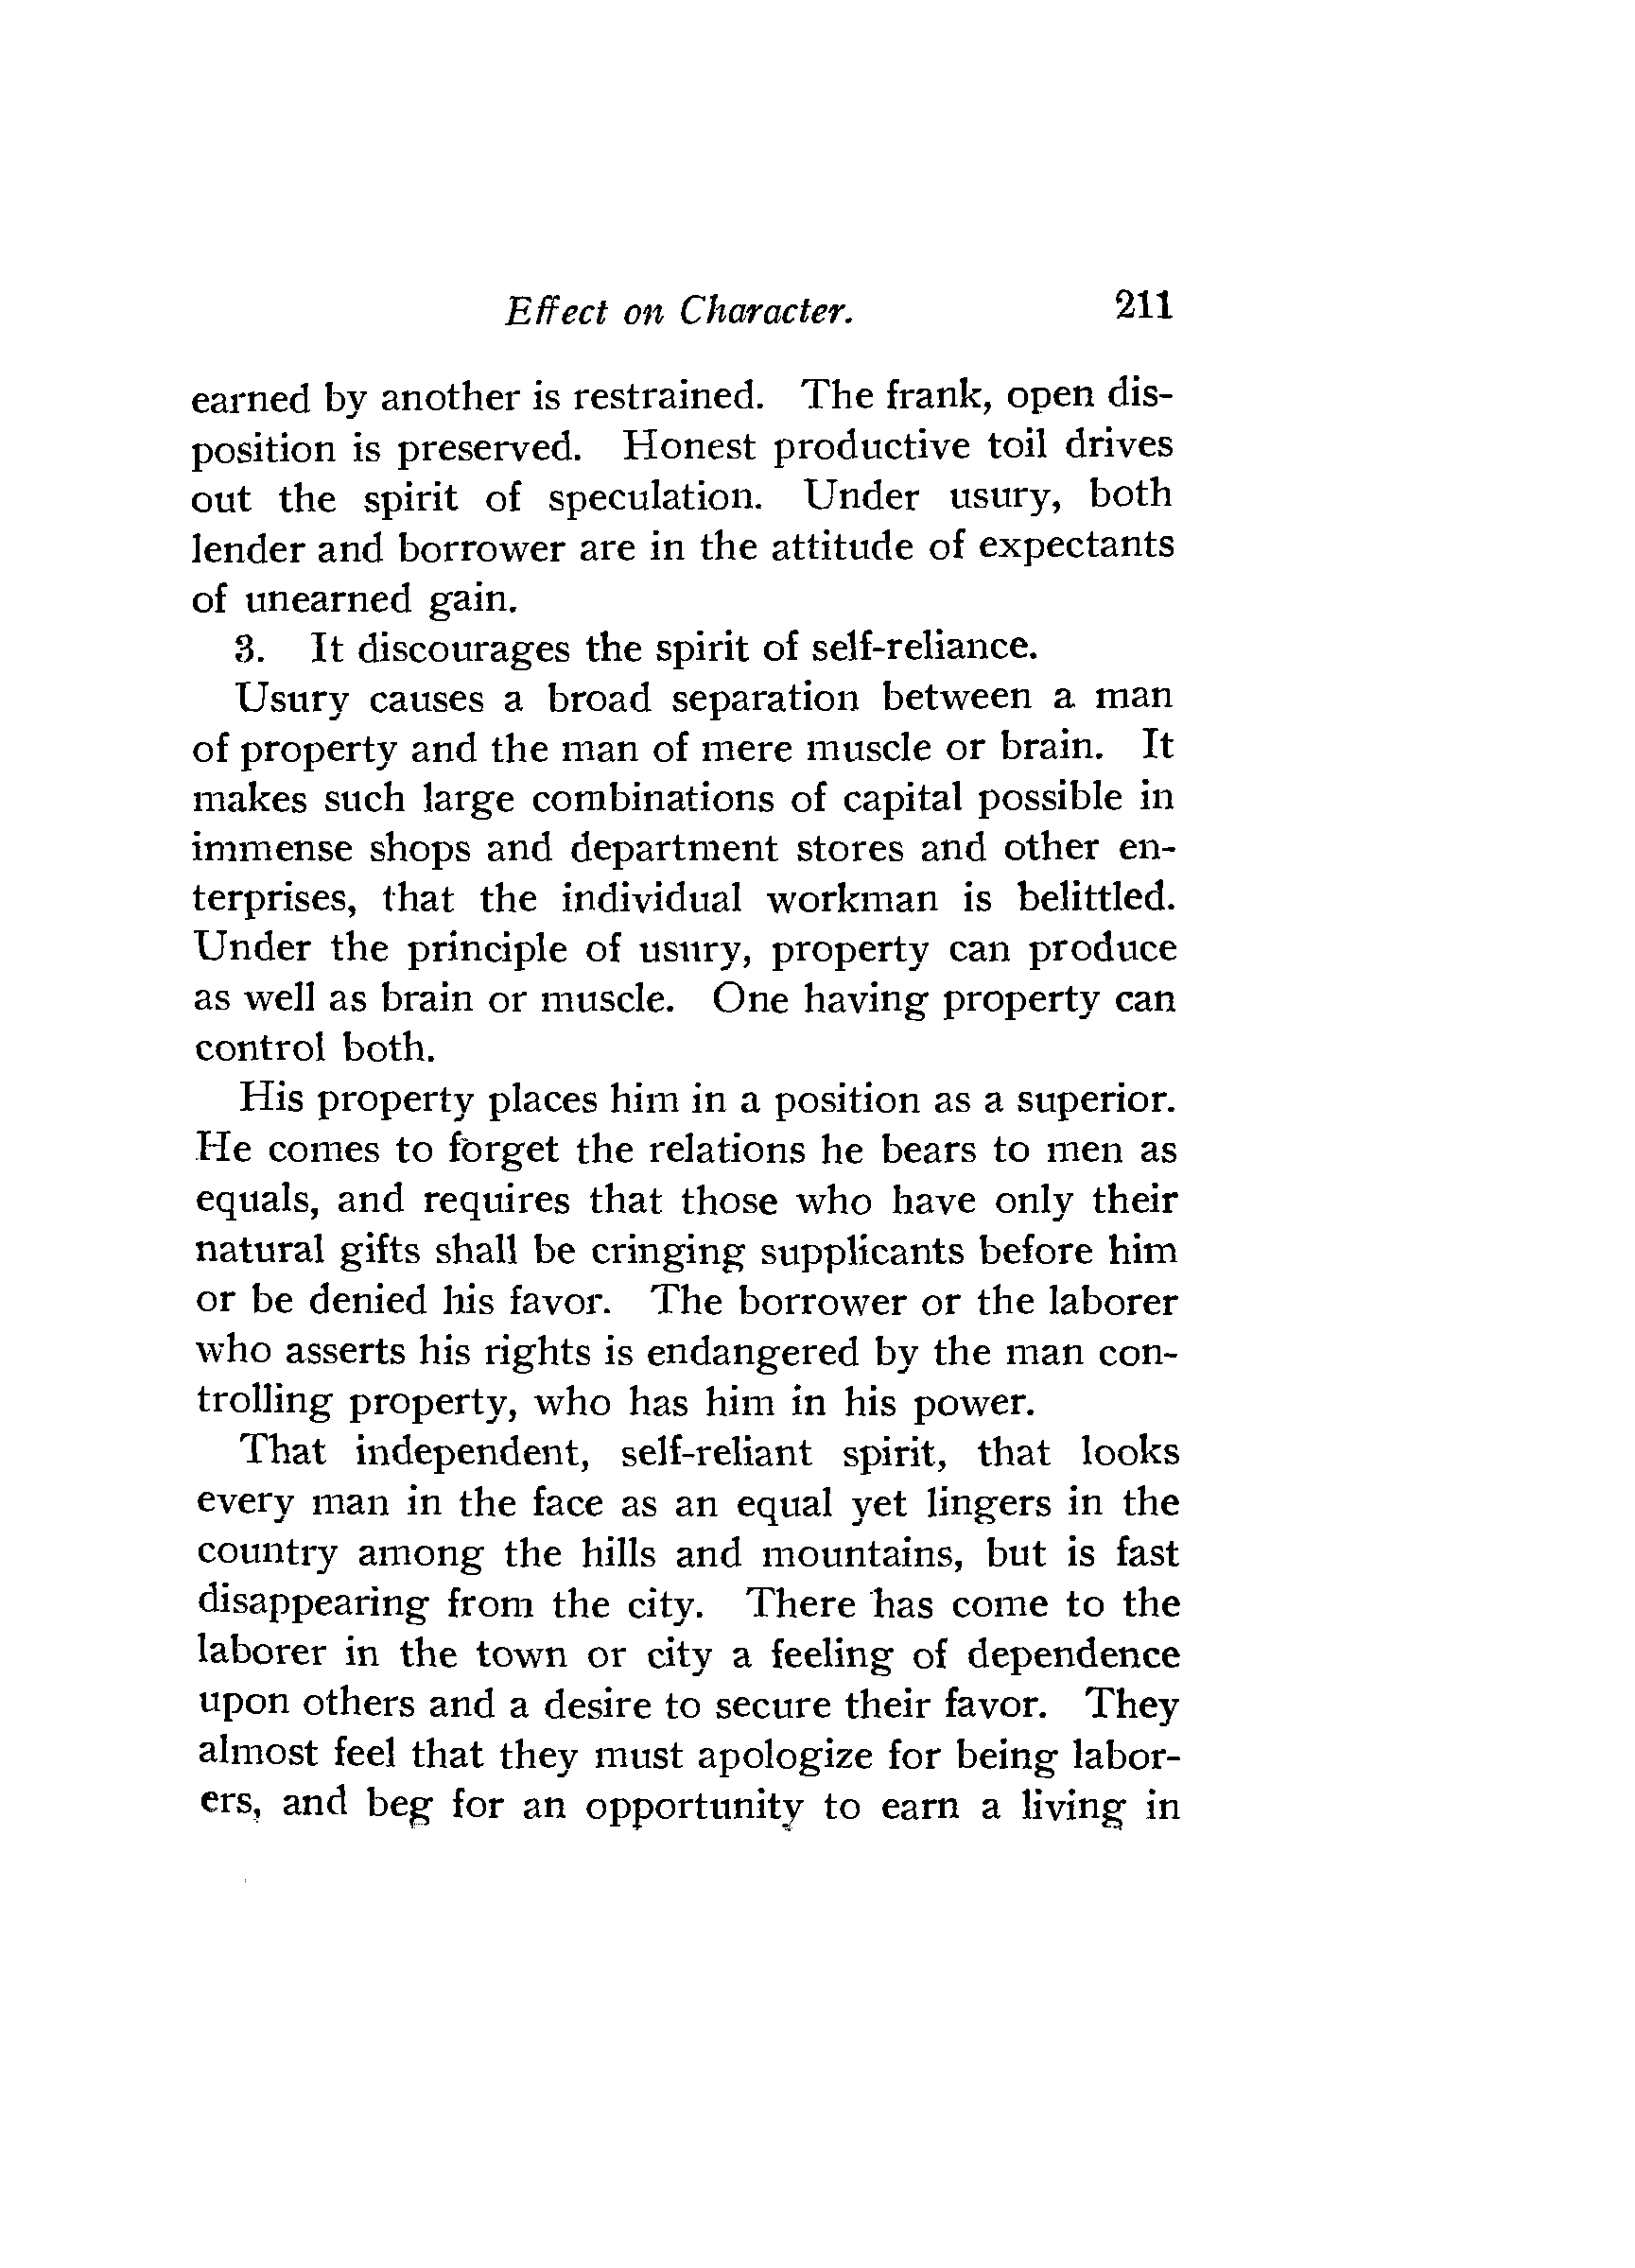 Effect on Character. 211
earned by another is restrained. The frank, open dis-
position is preserved. Honest productive toil drives
out the spirit of speculation. Under usury, both
lender and borrower are in the attitude of expectants
of unearned gain.
3. It discourages the spirit of self-reliance.
Usury causes a broad separation between a man
of property and the man of mere muscle or brain. It
makes such large combinations of capital possible in
immense shops and department stores and other en-
terprises, that the individual workman is belittled.
Under the principle of usury, property can produce
as well as brain or muscle. One having property can
control both.
His property places him in a position as a superior.
He comes to forget the relations he bears to men as
equals, and requires that those who have only their
natural gifts shall be cringing supplicants before him
or be denied his favor. The borrower or the laborer
who asserts his rights is endangered by the man con-
trolling property, who has him in his power.
That independent, self-reliant spirit, that looks
every man in the face as an equal yet lingers in the
country among the hills and mountains, but is fast
disappearing from the city. There has come to the
laborer in the town or city a feeling of dependence
upon others and a desire to secure their favor. They
almost feel that they must apologize for being labor-
ers, and beg for an opportunity to earn a living in